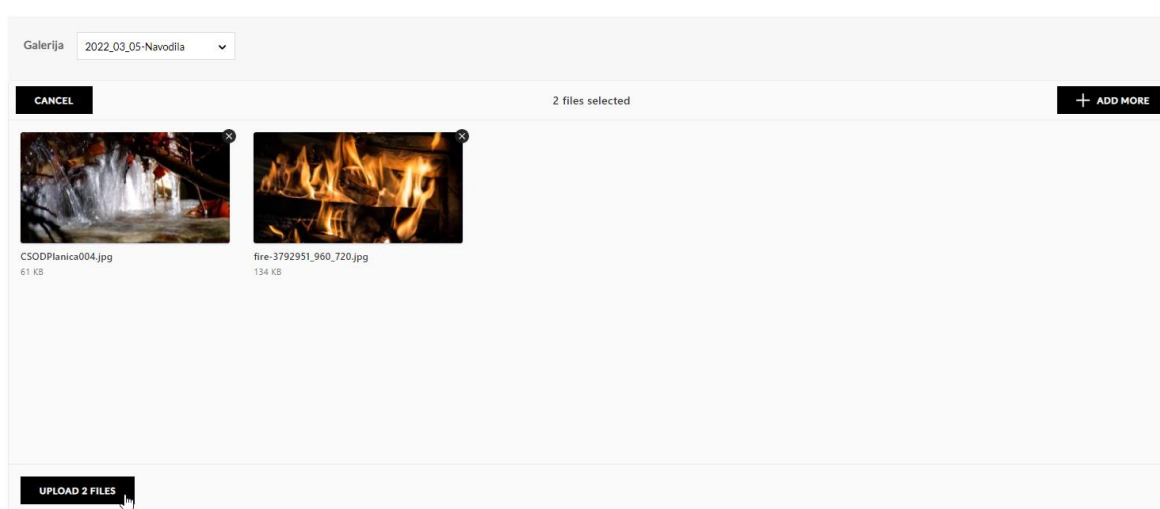 Galerija 2022_03_05-Navodila
CANCEL 2 files selected + ADD MORE
CSODPlanica004.jpg fire-3792951_960_720.jpg
61 KB 134 KB
UPLOAD 2 FILES